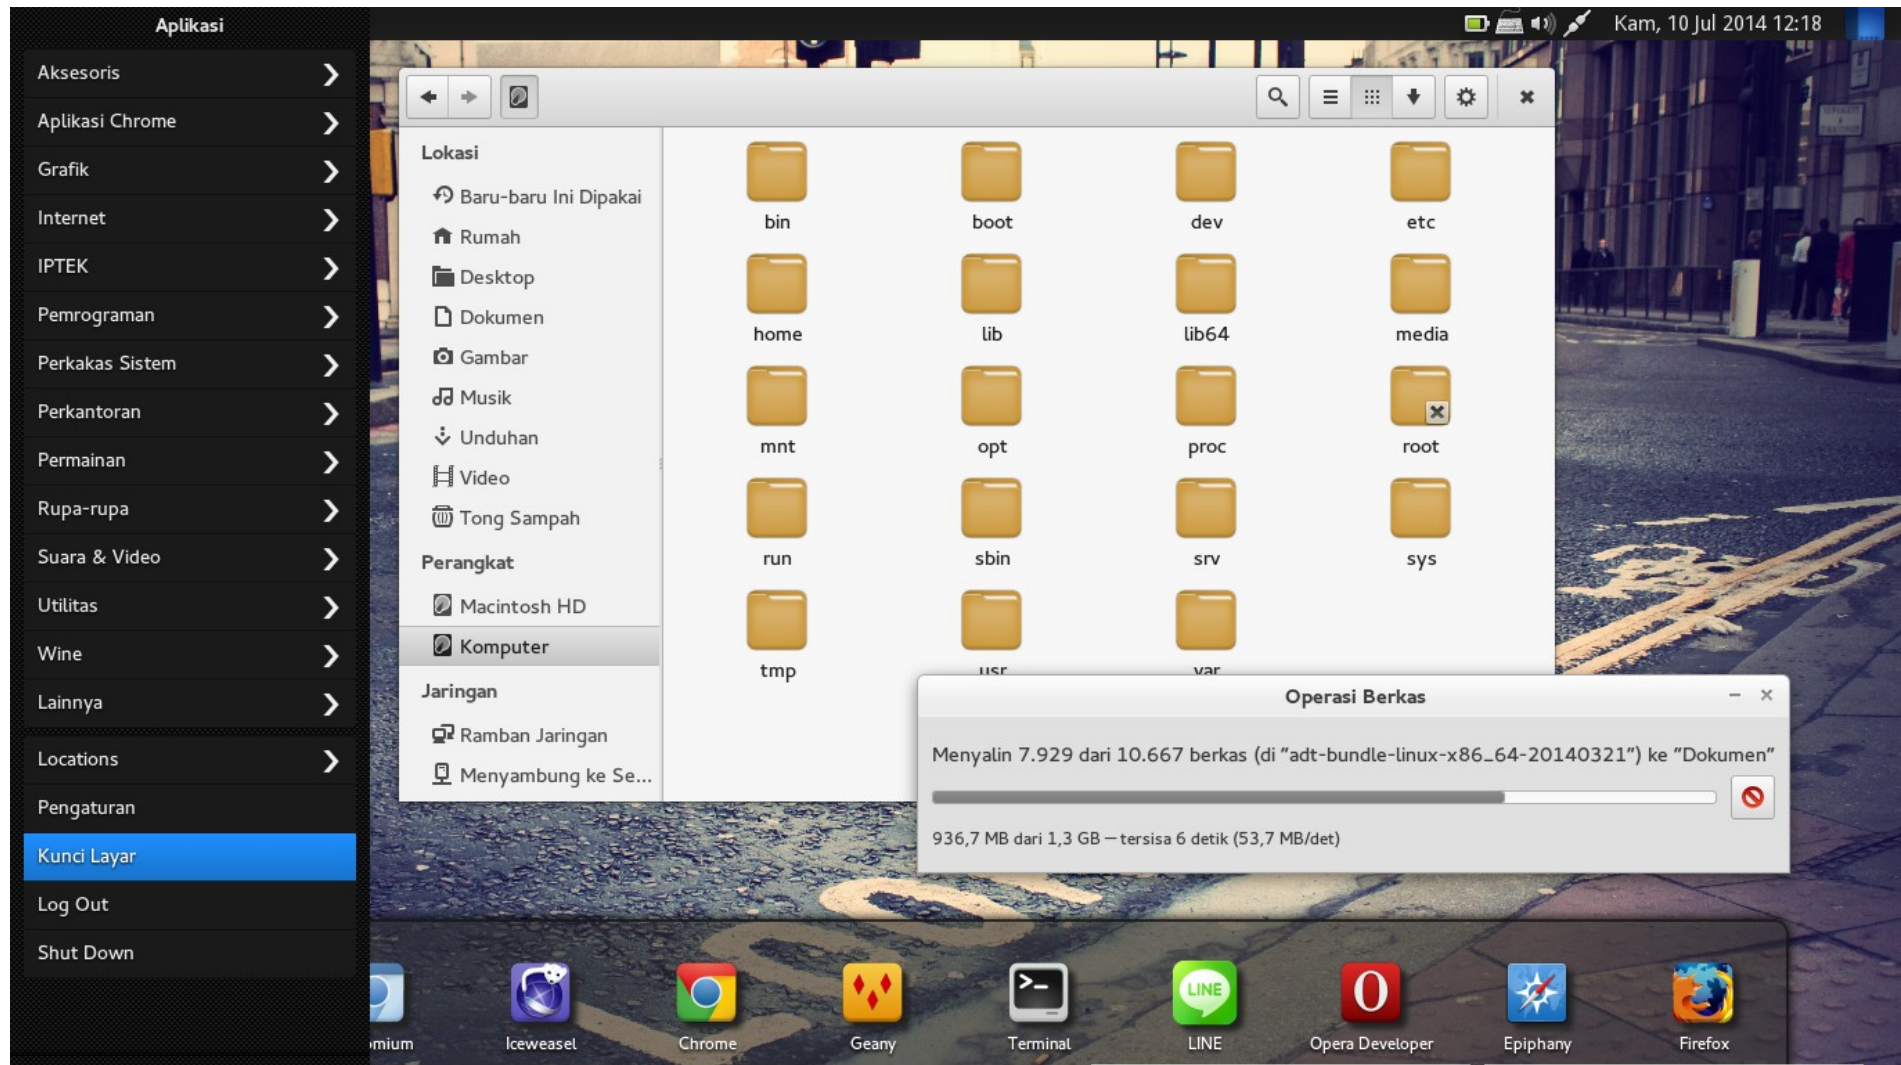 Aplikasi
Kam, 10 Jul 2014 12:18
Aksesoris
Aplikasi Chrome
Grafik
Internet
IPTEK
Pemrograman
Perkakas Sistem
Perkantoran
Permainan
Rupa-rupa
Suara & Video
Utilitas
Wine
Lainnya
Locations
Pengaturan
Kunci Layar
Log Out
Shut Down
Lokasi
Baru-baru Ini Dipakai
Rumah
Desktop
Dokumen
Gambar
Musik
Unduhan
Video
Tong Sampah
Perangkat
Macintosh HD
Komputer
Jaringan
Ramban Jaringan
Menyambung ke Se...
bin boot dev etc
home lib lib64 media
mnt opt proc root
run sbin srv sys
tmp usr var
Operasi Berkas
Menyalin 7.929 dari 10.667 berkas (di "adt-bundle-linux-x86_64-20140321") ke "Dokumen"
936,7 MB dari 1,3 GB — tersisa 6 detik (53,7 MB/det)
LINE
O
mium Iceweasel Chrome Geany Terminal LINE Opera Developer Epiphany Firefox